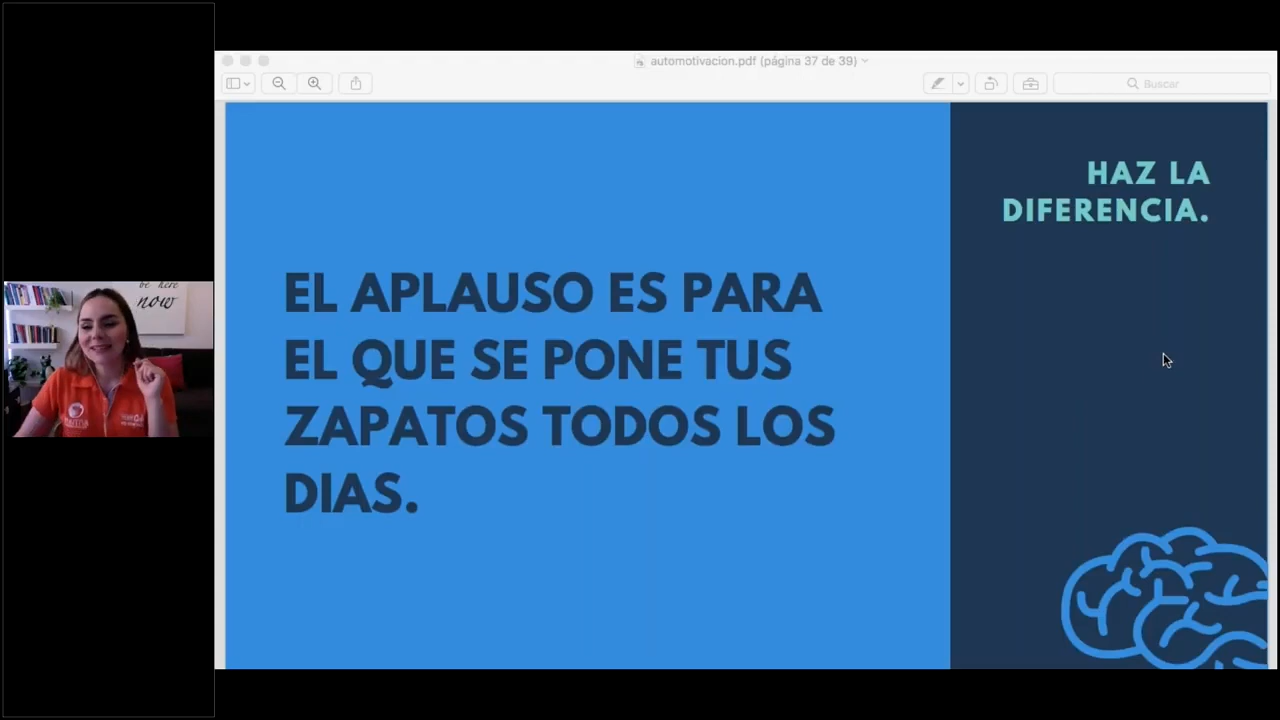 automotivacion.pdf (página 37 de 39)
Buscar
be here
now
HAZ LA
DIFERENCIA.
EL APLAUSO ES PARA
EL QUE SE PONE TUS
ZAPATOS TODOS LOS
DIAS.